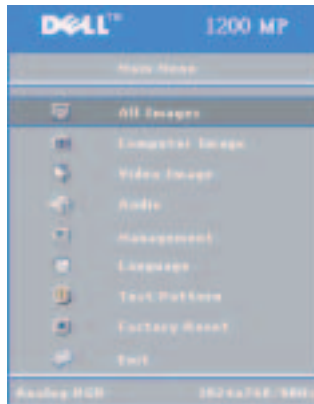 DELL™ 1200 MP
Main Menu
All Images
Computer Image
Video Image
Audio
Management
Language
Test Pattern
Factory Reset
Exit
Analog RGB